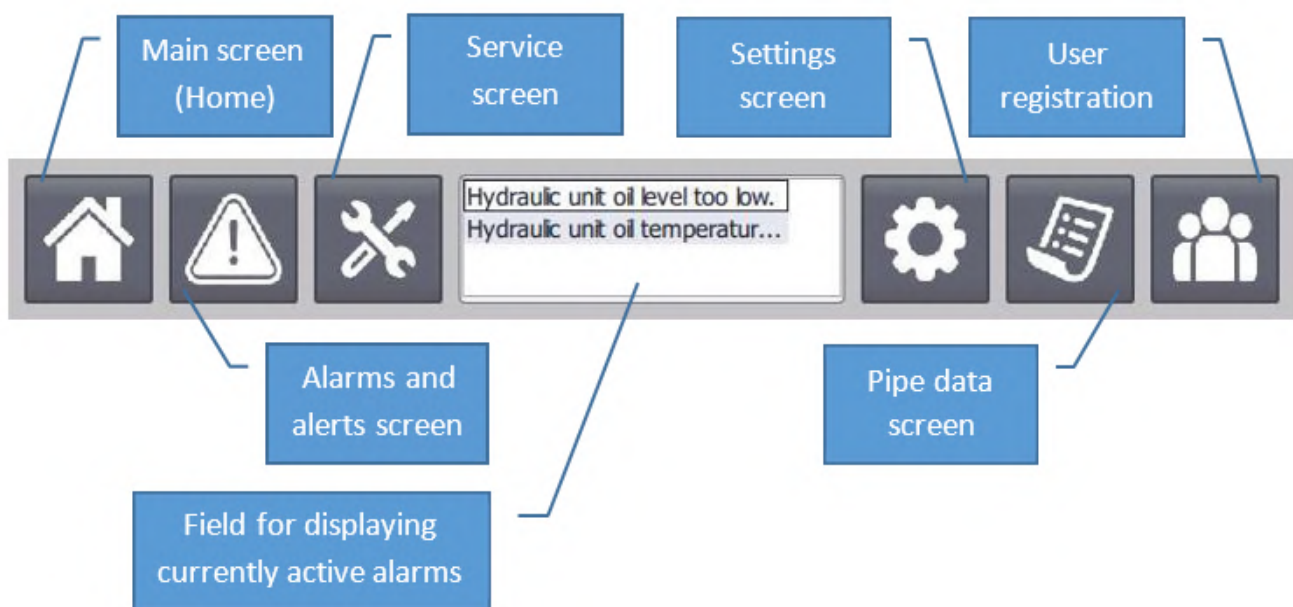 Main screen
(Home)
Service
screen
Settings
screen
User
registration
Hydraulic unit oil level too low.
Hydraulic unit oil temperatur...
Alarms and
alerts screen
Pipe data
screen
Field for displaying
currently active alarms